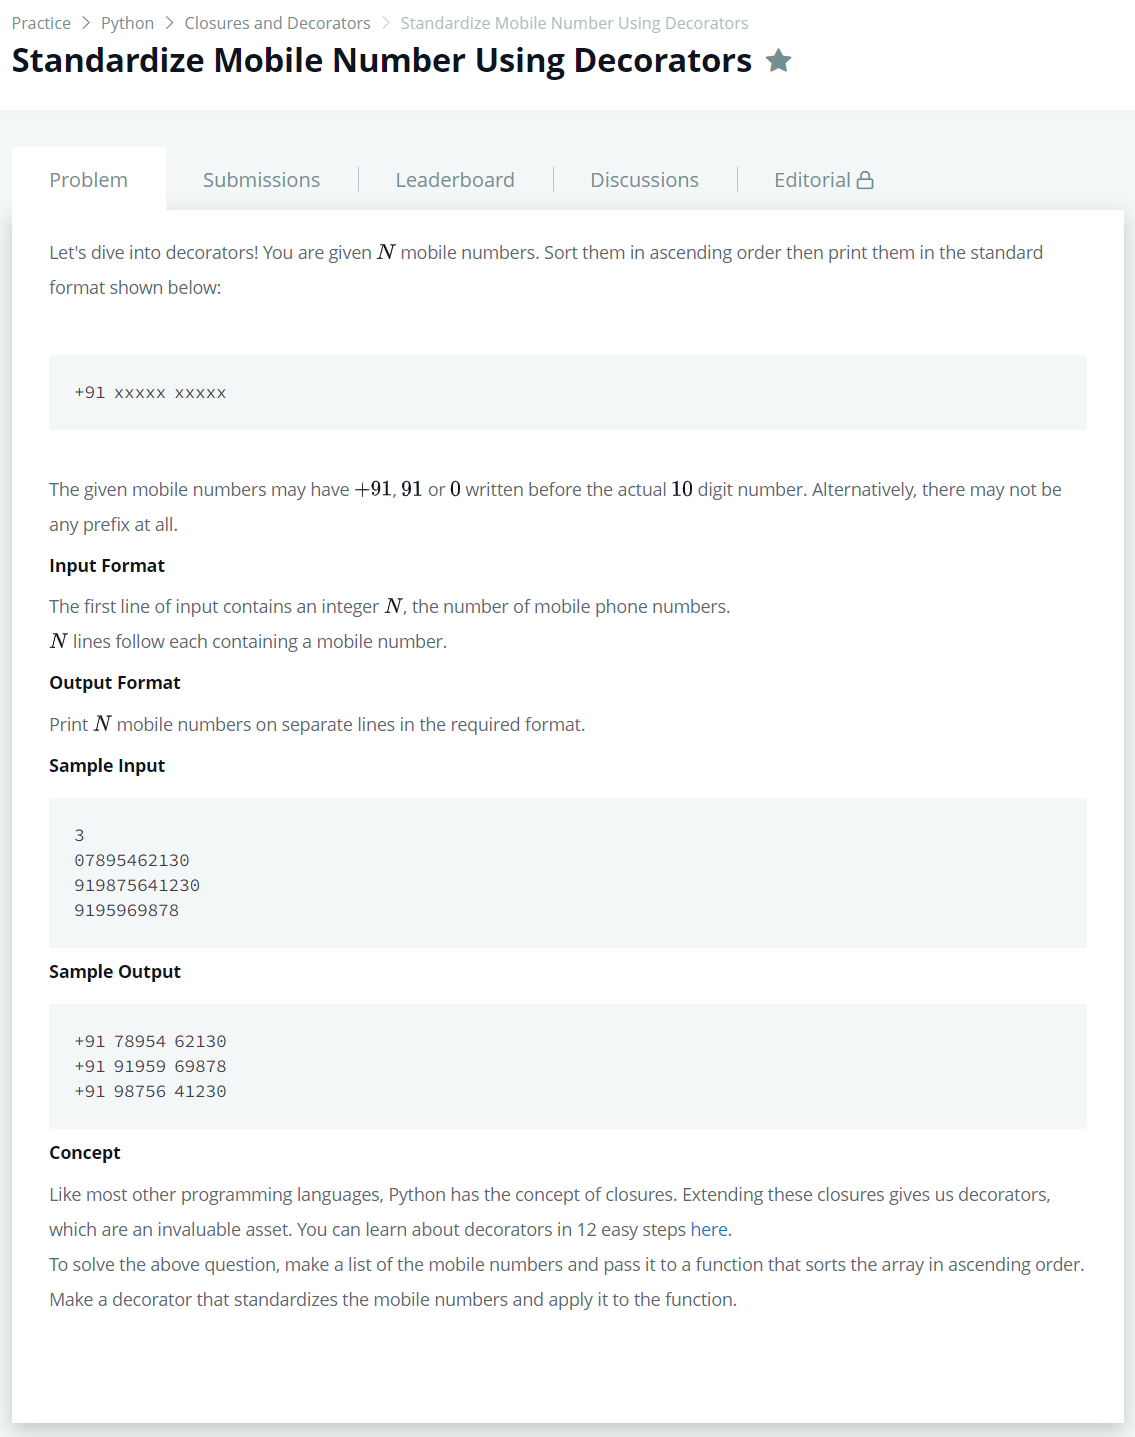 Practice > Python > Closures and Decorators > Standardize Mobile Number Using Decorators
Standardize Mobile Number Using Decorators
Problem
Submissions
Leaderboard
Discussions
Editorial
Let's dive into decorators! You are given N mobile numbers. Sort them in ascending order then print them in the standard
format shown below:
+91 xxxxx xxxxx
The given mobile numbers may have +91, 91 or 0 written before the actual 10 digit number. Alternatively, there may not be
any prefix at all.
Input Format
The first line of input contains an integer N, the number of mobile phone numbers.
N lines follow each containing a mobile number.
Output Format
Print N mobile numbers on separate lines in the required format.
Sample Input
3
07895462130
919875641230
9195969878
Sample Output
+91 78954 62130
+91 91959 69878
+91 98756 41230
Concept
Like most other programming languages, Python has the concept of closures. Extending these closures gives us decorators,
which are an invaluable asset. You can learn about decorators in 12 easy steps here.
To solve the above question, make a list of the mobile numbers and pass it to a function that sorts the array in ascending order.
Make a decorator that standardizes the mobile numbers and apply it to the function.